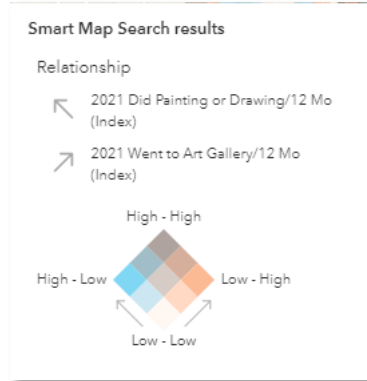 Smart Map Search results
Relationship
2021 Did Painting or Drawing/12 Mo
(Index)
2021 Went to Art Gallery/12 Mo
(Index)
High - High
High - Low
Low - High
Low - Low